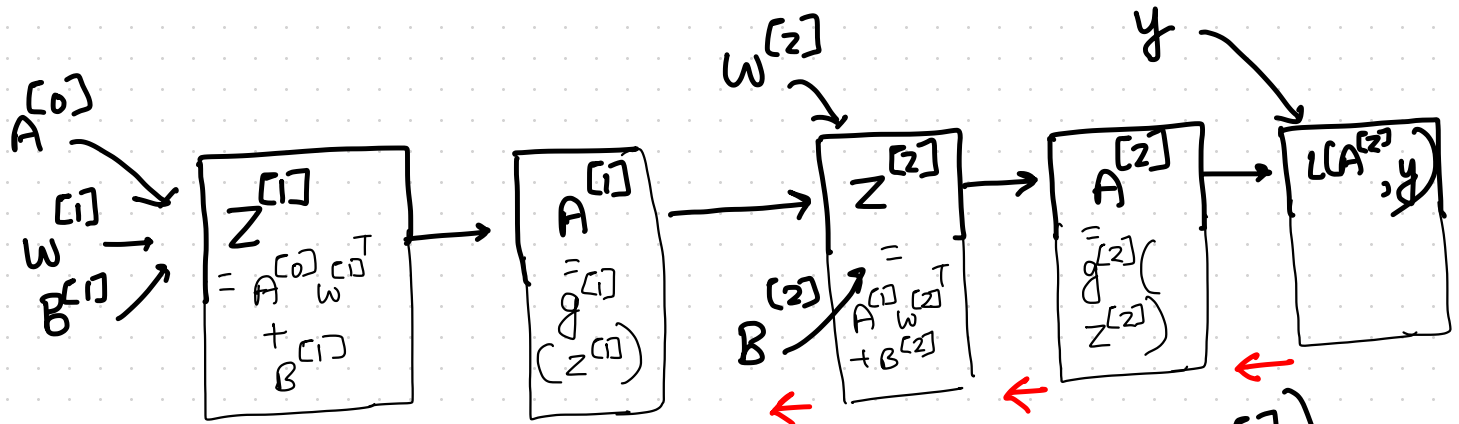 A^[0]
W^[1]
B^[1]
Z^[1]
= A^[0] W^[1]^T
+
B^[1]
A^[1]
=
g^[1]
(Z^[1])
W^[2]
B^[2]
Z^[2]
=
A^[1] W^[2]^T
+ B^[2]
A^[2]
=
g^[2](
Z^[2])
y
L(A^[2]
, y)